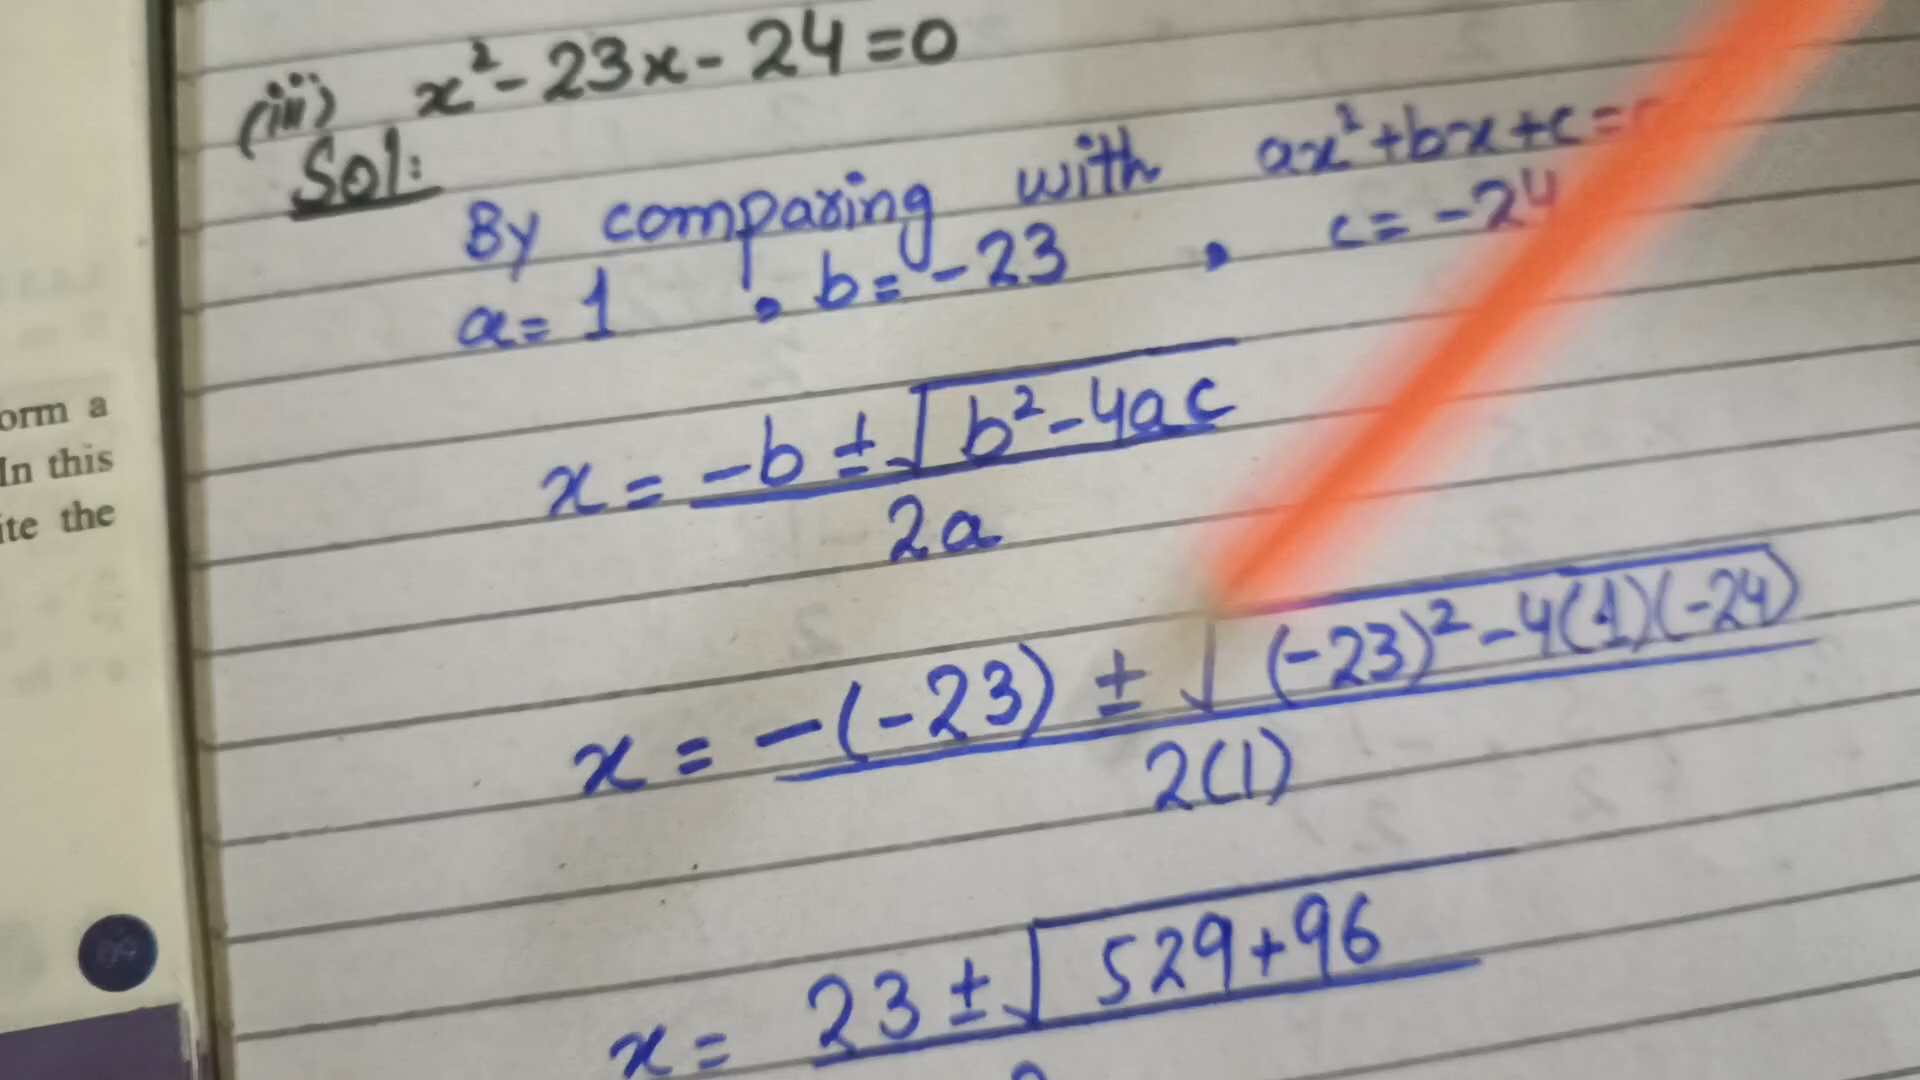 orm a
In this
ite the
(iii) x² - 23x - 24 = 0
Sol:
By comparing with ax² + bx + c =
a = 1 , b = -23 , c = -24
x = -b ± √b² - 4ac
2a
x = -(-23) ± √(-23)² - 4(1)(-24)
2(1)
x = 23 ± √529 + 96